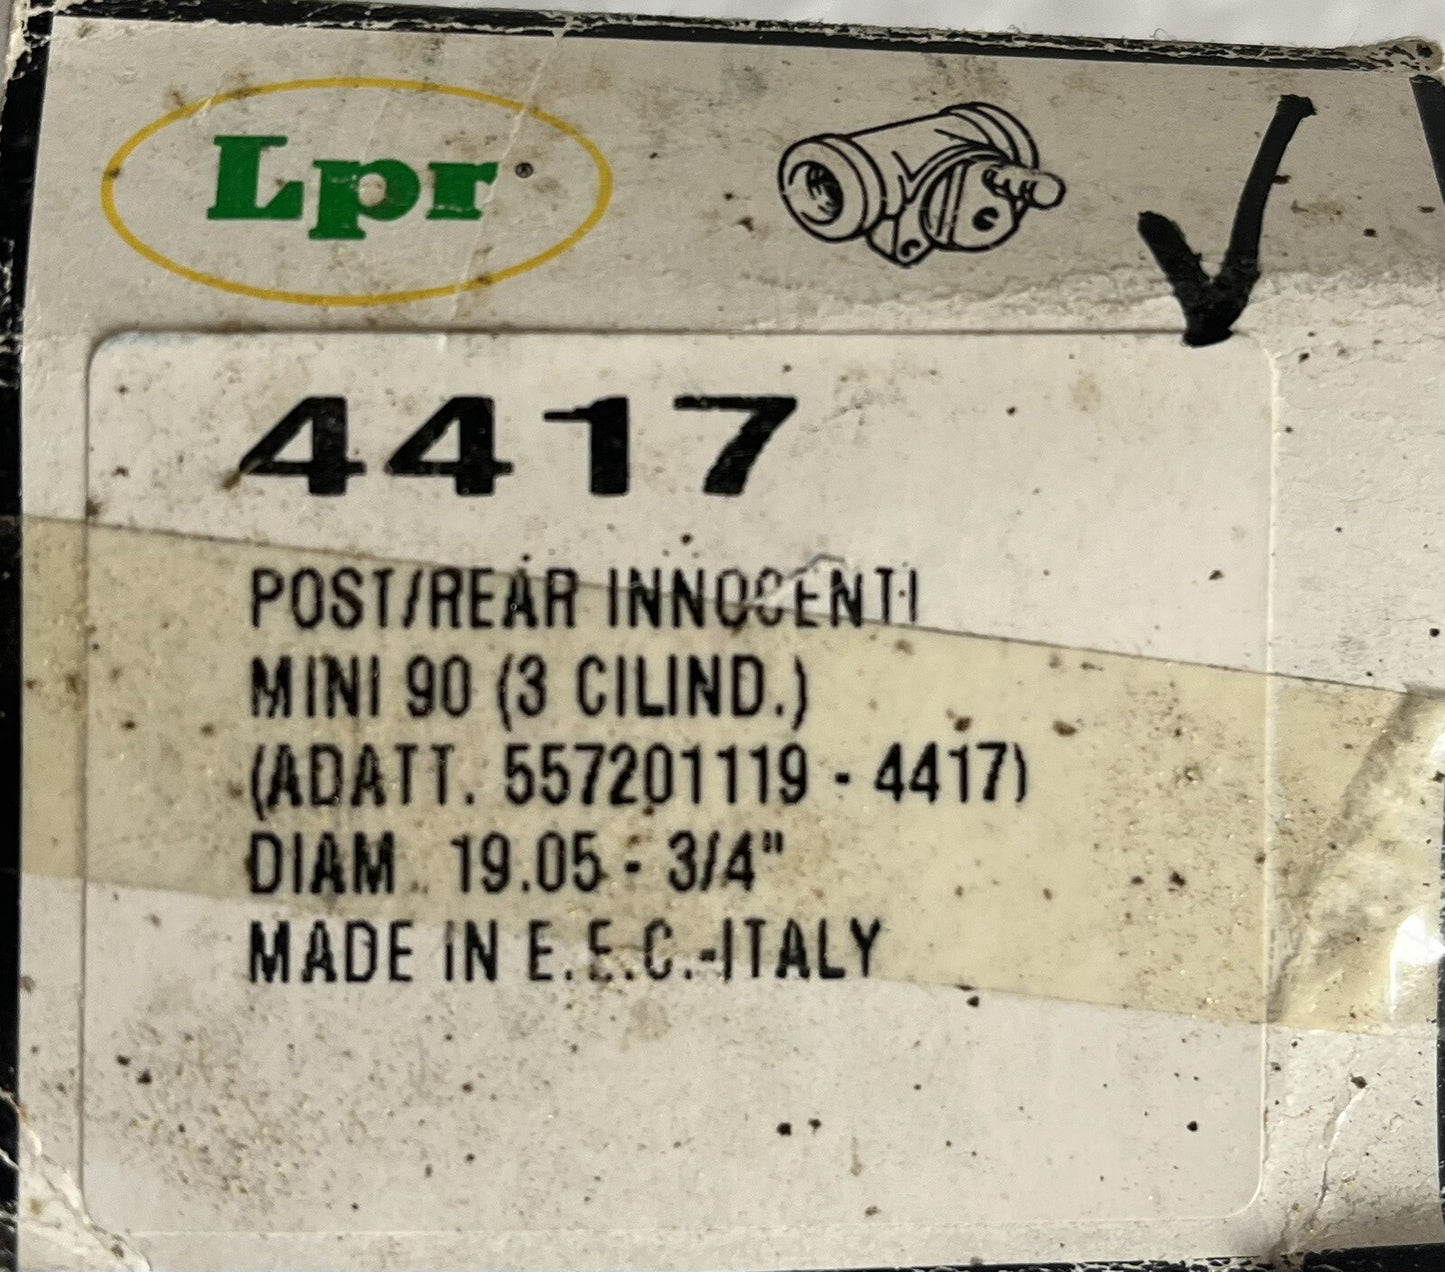 Lpr®
4417
POST/REAR INNOCENTI
MINI 90 (3 CILIND.)
(ADATT. 557201119 - 4417)
DIAM. 19.05 - 3/4"
MADE IN E.E.C.-ITALY